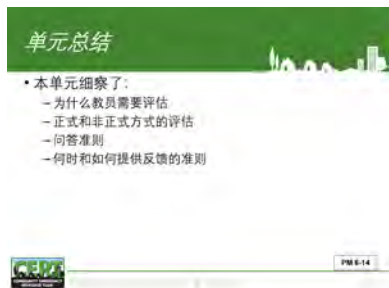 单元总结
• 本单元细察了:
–为什么教员需要评估
–正式和非正式方式的评估
–问答准则
–何时和如何提供反馈的准则
PM 6-14
CERT